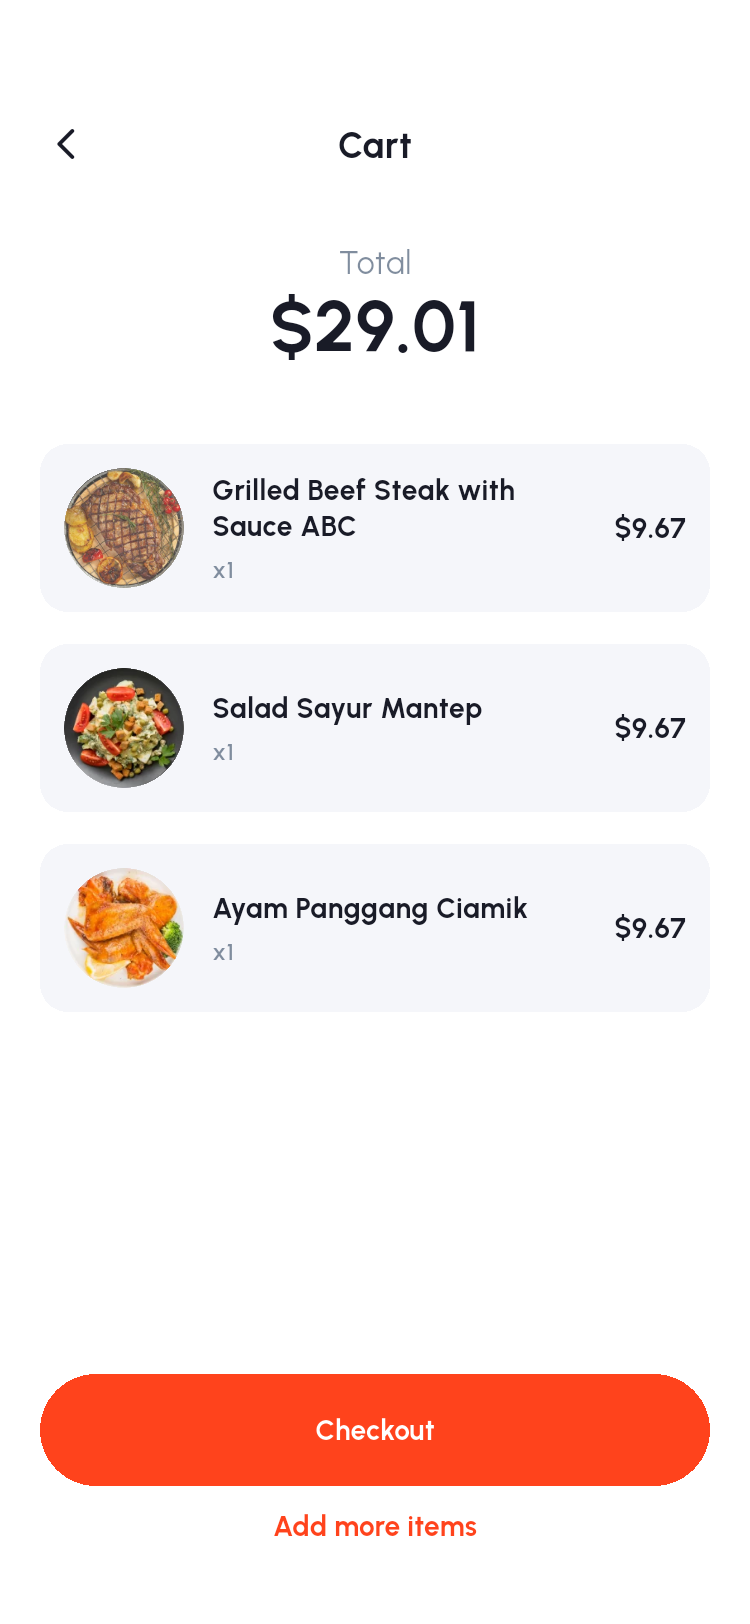 Cart
Total
$29.01
Grilled Beef Steak with
Sauce ABC
x1
$9.67
Salad Sayur Mantep
x1
$9.67
Ayam Panggang Ciamik
x1
$9.67
Checkout
Add more items